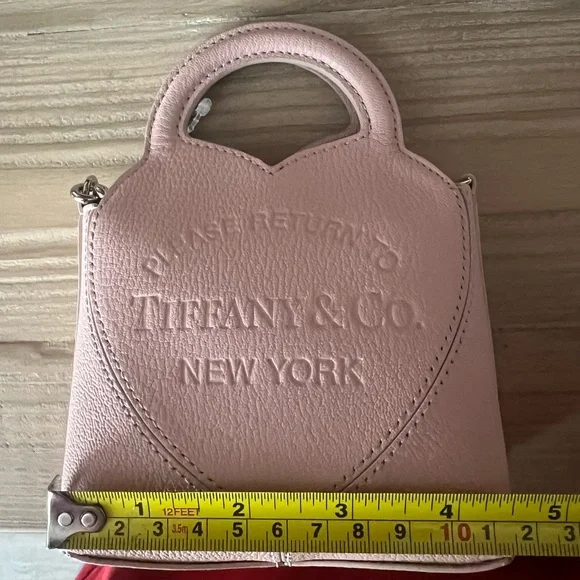 PLEASE RETURN TO
TIFFANY & CO.
NEW YORK
1 12FEET 2 3 4 5
2 3 3.5m 4 5 6 7 8 9 10 1 2 3